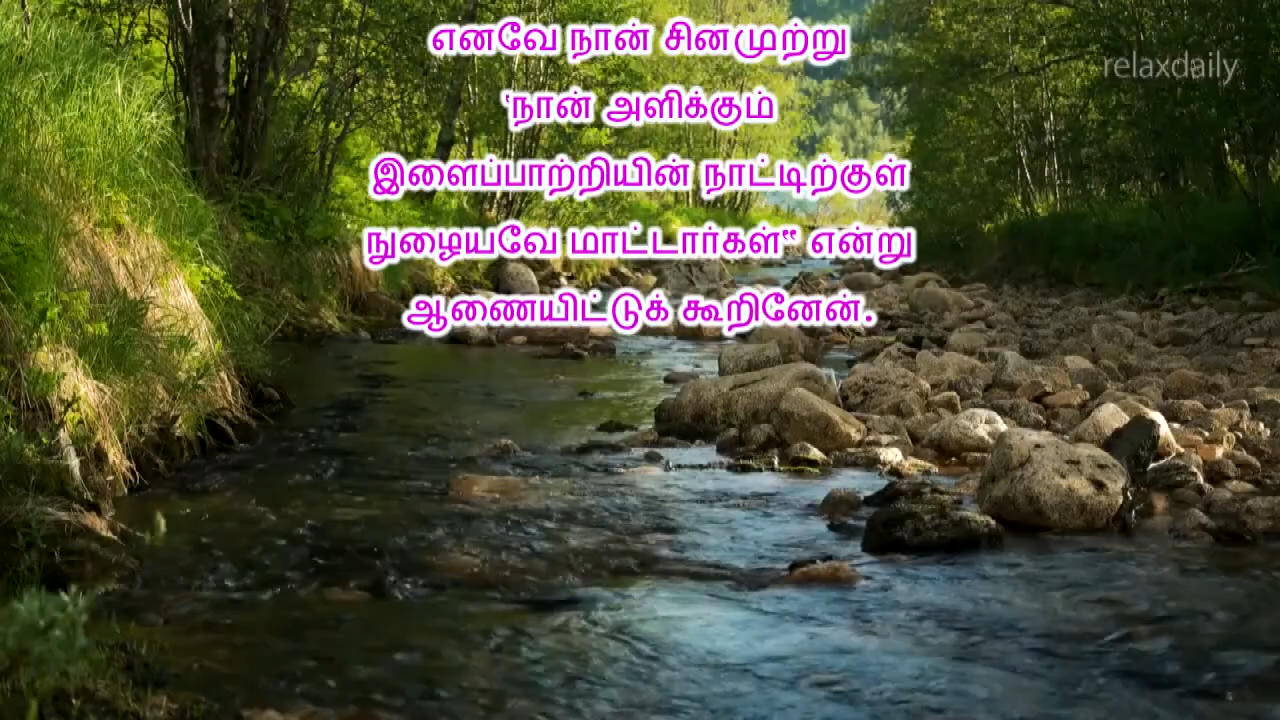 எனவே நான் சினமுற்று
relaxdaily
'நான் அளிக்கும்
இளைப்பாற்றியின் நாட்டிற்குள்
நுழையவே மாட்டார்கள்" என்று
ஆணையிட்டுக் கூறினேன்.